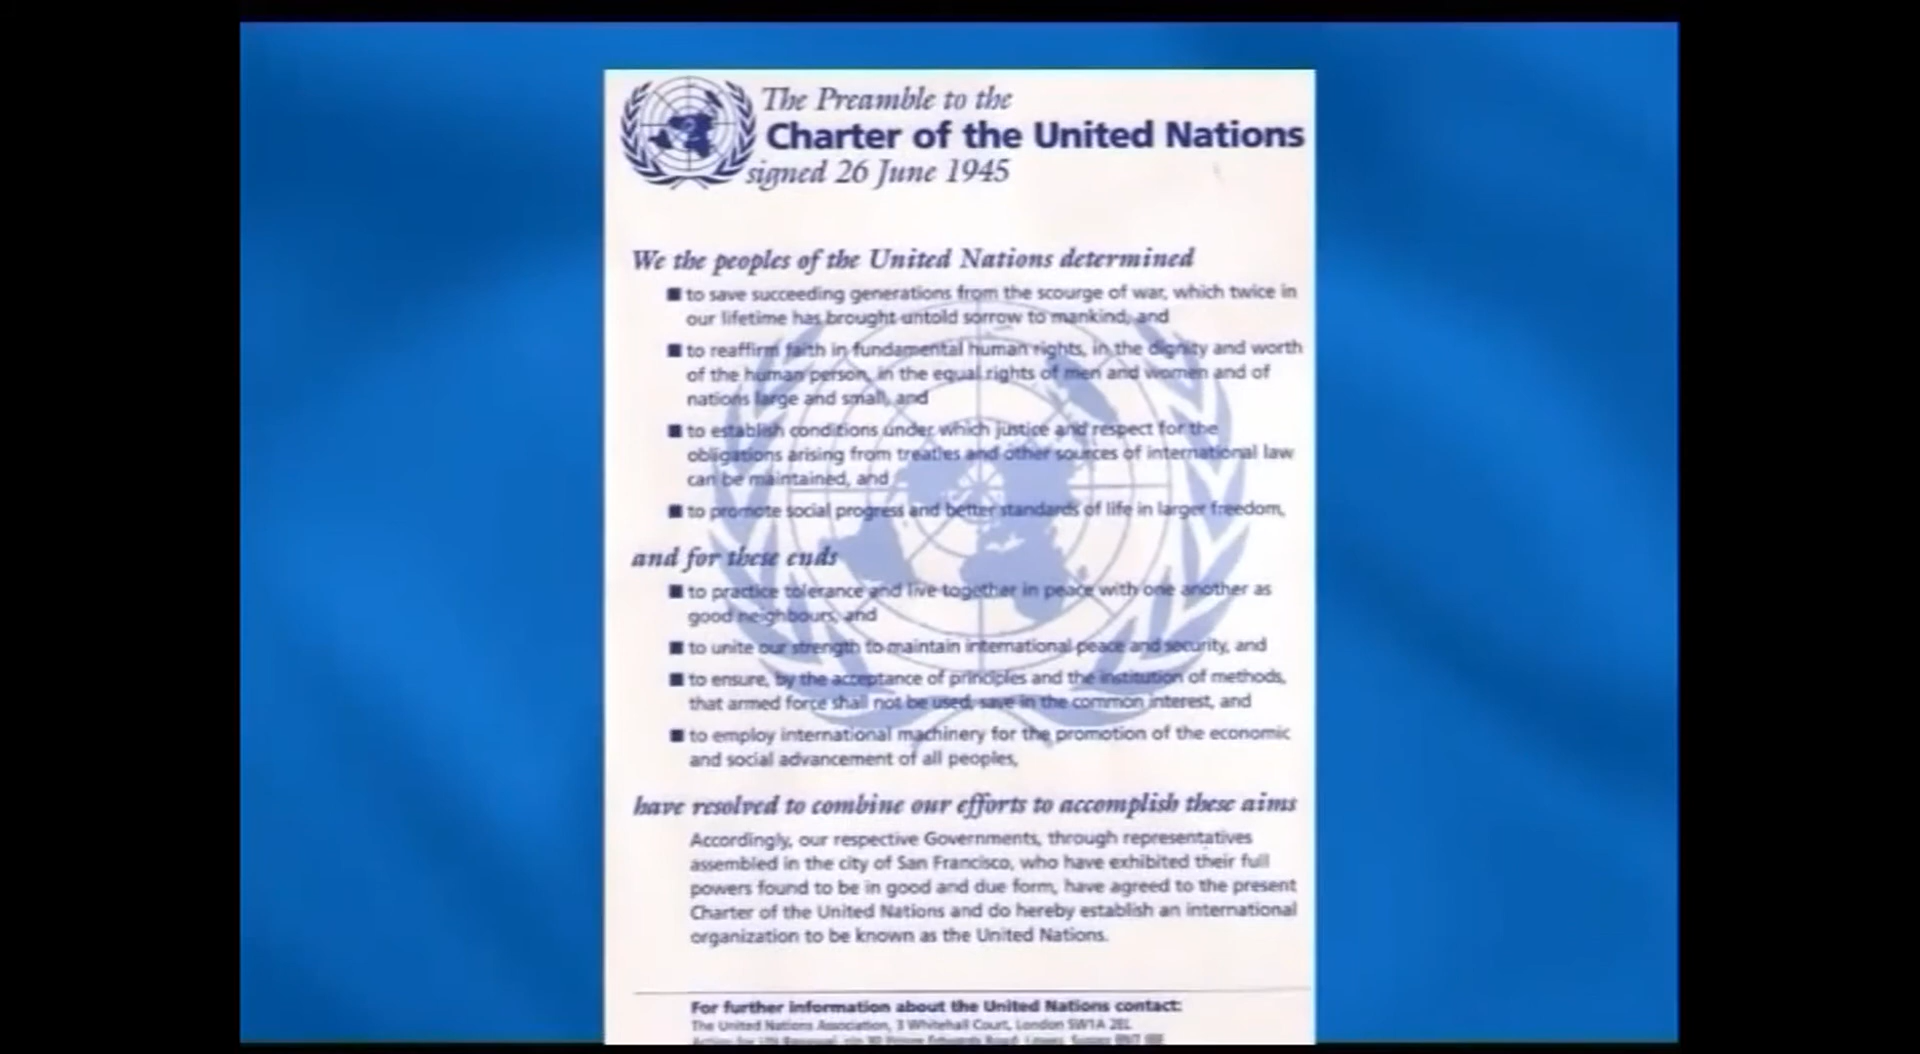 The Preamble to the
Charter of the United Nations
signed 26 June 1945
We the peoples of the United Nations determined
■ to save succeeding generations from the scourge of war, which twice in
our lifetime has brought untold sorrow to mankind, and
■ to reaffirm faith in fundamental human rights, in the dignity and worth
of the human person, in the equal rights of men and women and of
nations large and small, and
■ to establish conditions under which justice and respect for the
obligations arising from treaties and other sources of international law
can be maintained, and
■ to promote social progress and better standards of life in larger freedom,
and for these ends
■ to practice tolerance and live together in peace with one another as
good neighbours, and
■ to unite our strength to maintain international peace and security, and
■ to ensure, by the acceptance of principles and the institution of methods,
that armed force shall not be used, save in the common interest, and
■ to employ international machinery for the promotion of the economic
and social advancement of all peoples,
have resolved to combine our efforts to accomplish these aims
Accordingly, our respective Governments, through representatives
assembled in the city of San Francisco, who have exhibited their full
powers found to be in good and due form, have agreed to the present
Charter of the United Nations and do hereby establish an international
organization to be known as the United Nations.
For further information about the United Nations contact:
The United Nations Association, 3 Whitehall Court, London SW1A 2EL
Action for UN Renewal, Road, Lewes, Sussex